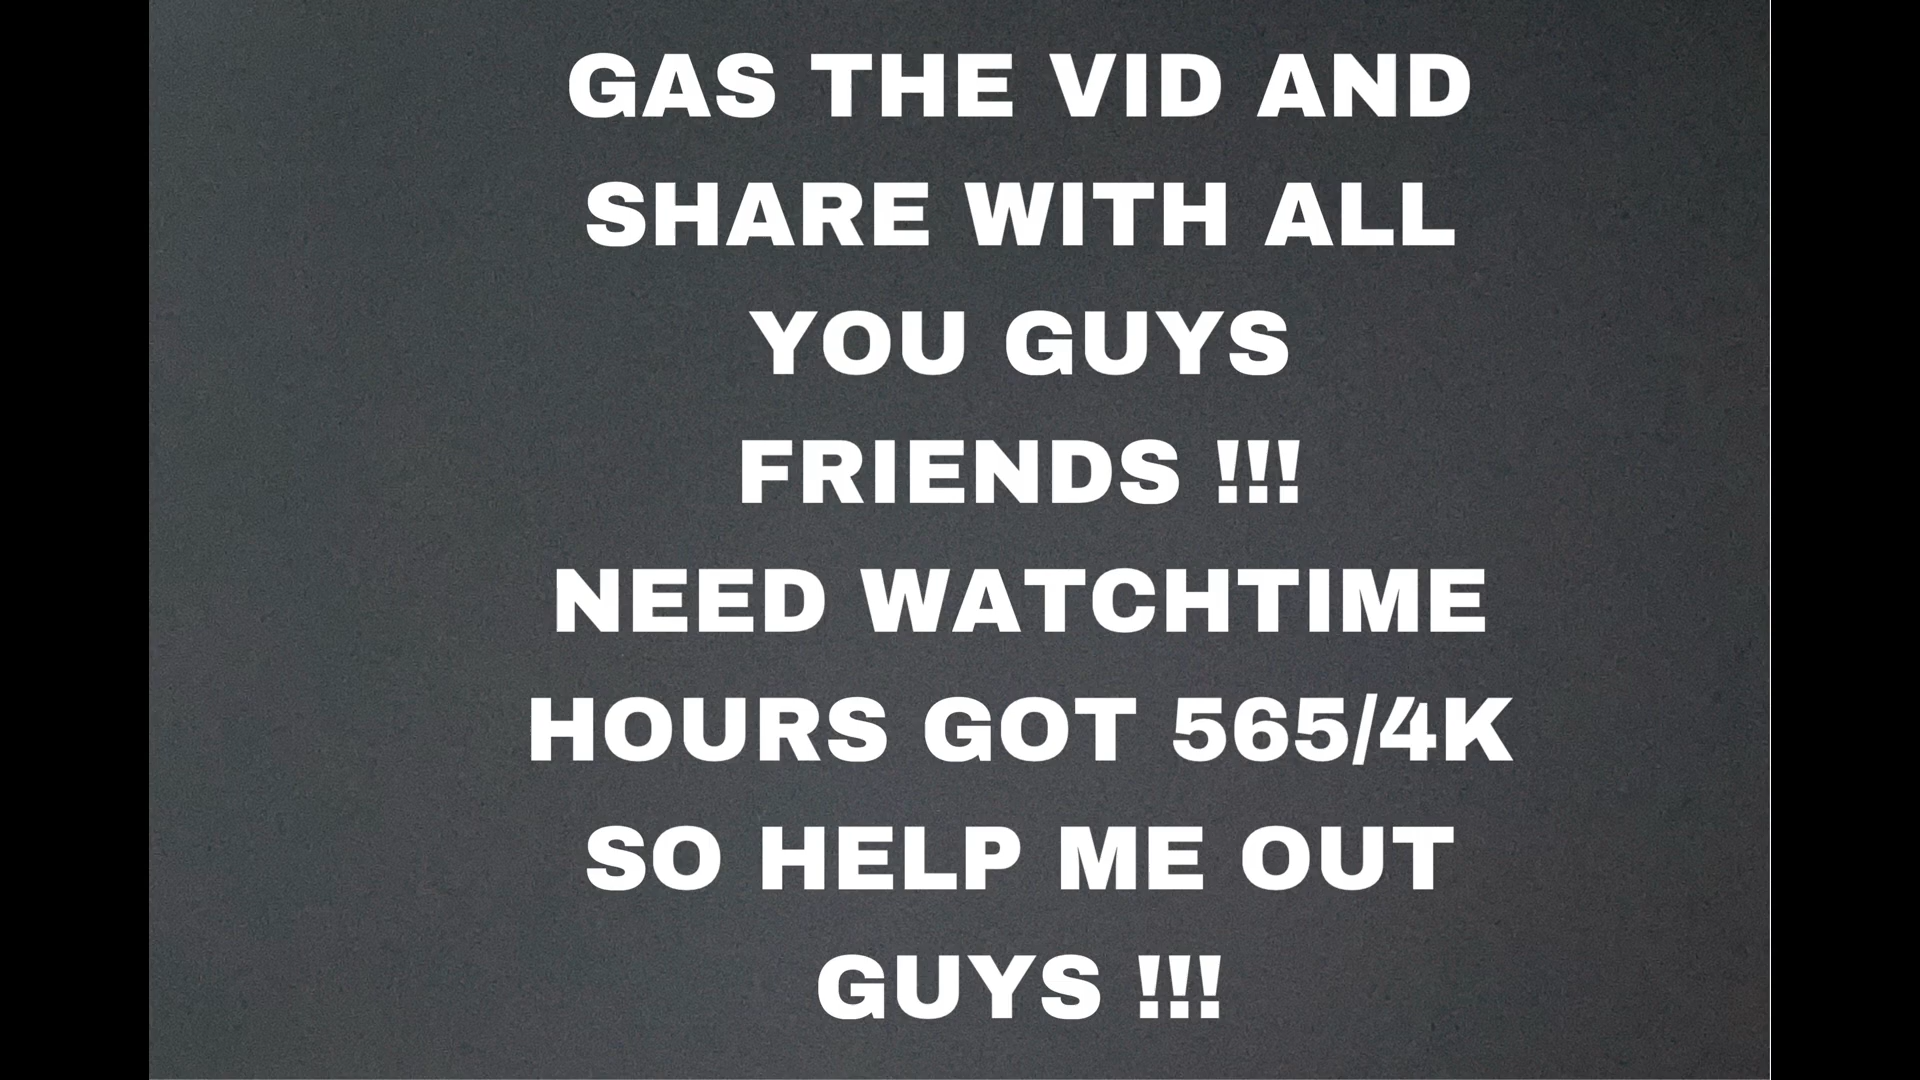 GAS THE VID AND
SHARE WITH ALL
YOU GUYS
FRIENDS !!!
NEED WATCHTIME
HOURS GOT 565/4K
SO HELP ME OUT
GUYS !!!